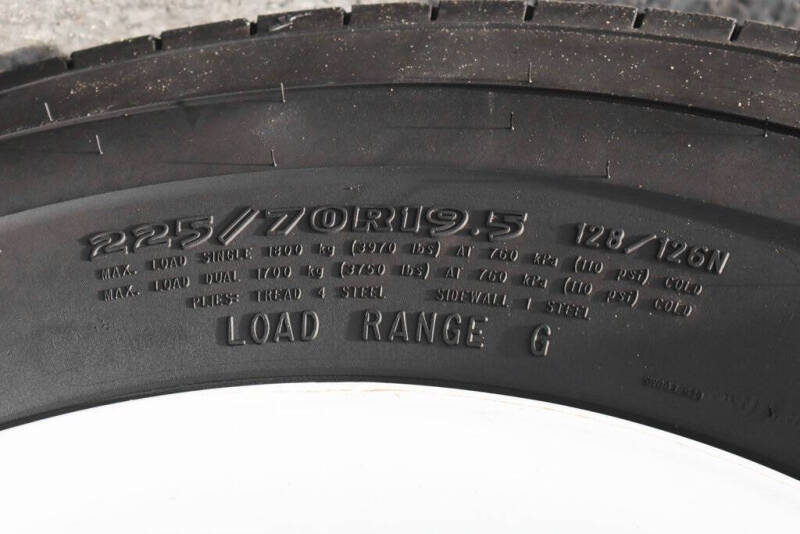 225/70R19.5 128/126N
MAX. LOAD SINGLE 1800 kg (3970 lbs) AT 760 kPa (110 psi) COLD
MAX. LOAD DUAL 1700 kg (3750 lbs) AT 760 kPa (110 psi) COLD
PLIES: TREAD 4 STEEL SIDEWALL 1 STEEL
LOAD RANGE G